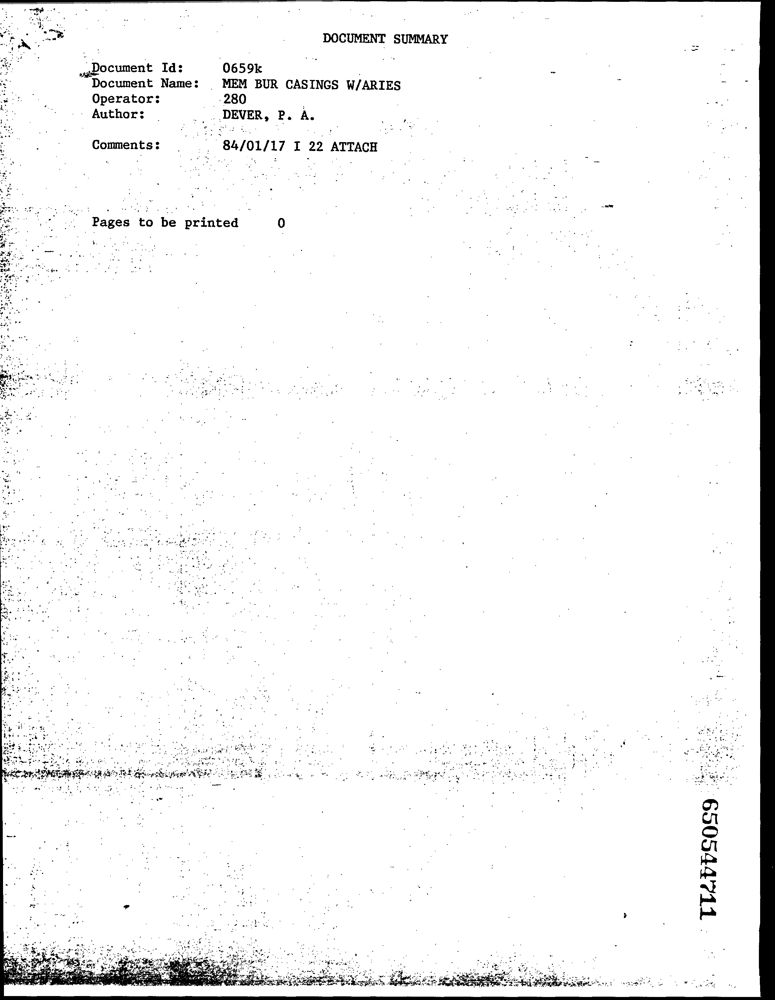 DOCUMENT SUMMARY
Document Id: 0659k
Document Name: MEM BUR CASINGS W/ARIES
Operator: 280
Author: DEVER, P. A.
Comments: 84/01/17 I 22 ATTACH
Pages to be printed 0
650544711